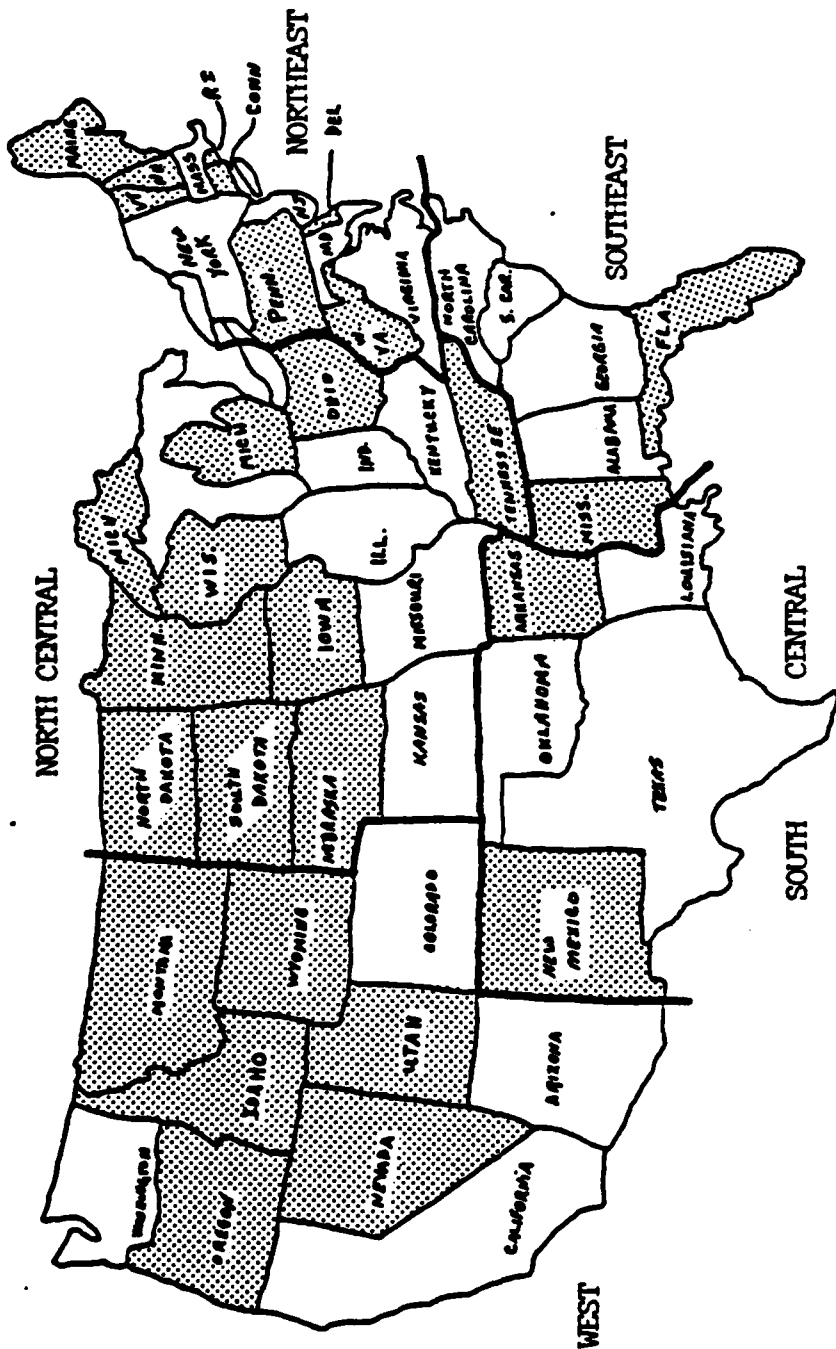 NORTH CENTRAL
NORTHEAST
SOUTHEAST
SOUTH CENTRAL
WEST
WASHINGTON
OREGON
CALIFORNIA
IDAHO
NEVADA
MONTANA
WYOMING
UTAH
COLORADO
ARIZONA
NEW
MEXICO
NORTH
DAKOTA
SOUTH
DAKOTA
NEBRASKA
KANSAS
OKLAHOMA
TEXAS
MINN.
IOWA
MISSOURI
ARKANSAS
LOUISIANA
WIS.
ILL.
MICH
MICH
IND.
OHIO
KENTUCKY
TENNESSEE
MISS.
ALABAMA
GEORGIA
FLA
S. CAR.
NORTH
CAROLINA
VIRGINIA
W
VA
MD
DEL
PENN.
NJ
NEW
YORK
CONN
RI
MASS
VT
NH
MAINE